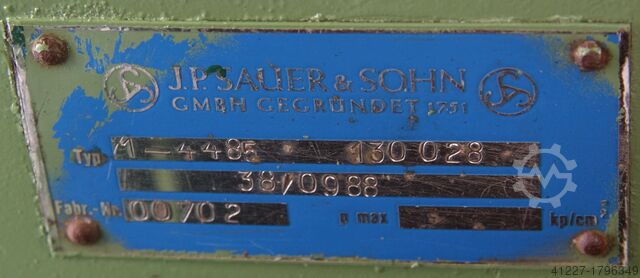 J.P. SAUER & SOHN
GMBH GEGRÜNDET 1751
Typ 1-4485 130 028
38/0988
Fabr.-Nr. 00702 p max kp/cm²
41227-1796349